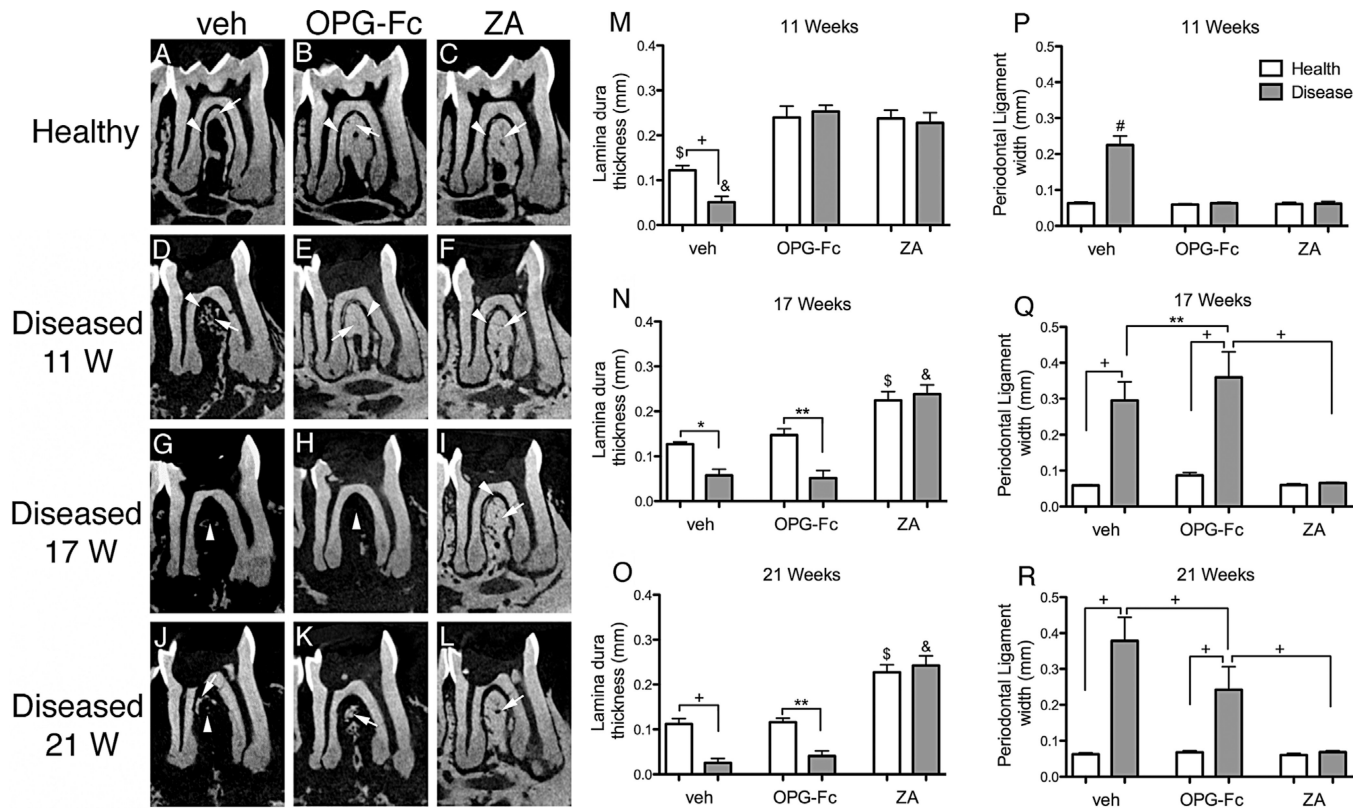 veh OPG-Fc ZA
Healthy
A B C
Diseased
11 W
D E F
Diseased
17 W
G H I
Diseased
21 W
J K L
M 11 Weeks
Lamina dura
thickness (mm)
0.4
0.3
0.2
0.1
0.0
$ + &
veh OPG-Fc ZA
N 17 Weeks
Lamina dura
thickness (mm)
0.4
0.3
0.2
0.1
0.0
* ** $ &
veh OPG-Fc ZA
O 21 Weeks
Lamina dura
thickness (mm)
0.4
0.3
0.2
0.1
0.0
+ ** $ &
veh OPG-Fc ZA
P 11 Weeks
Periodontal Ligament
width (mm)
0.5
0.4
0.3
0.2
0.1
0.0
Health
Disease
#
veh OPG-Fc ZA
Q 17 Weeks
Periodontal Ligament
width (mm)
0.5
0.4
0.3
0.2
0.1
0.0
**
+ + +
veh OPG-Fc ZA
R 21 Weeks
Periodontal Ligament
width (mm)
0.5
0.4
0.3
0.2
0.1
0.0
+ +
+ +
veh OPG-Fc ZA